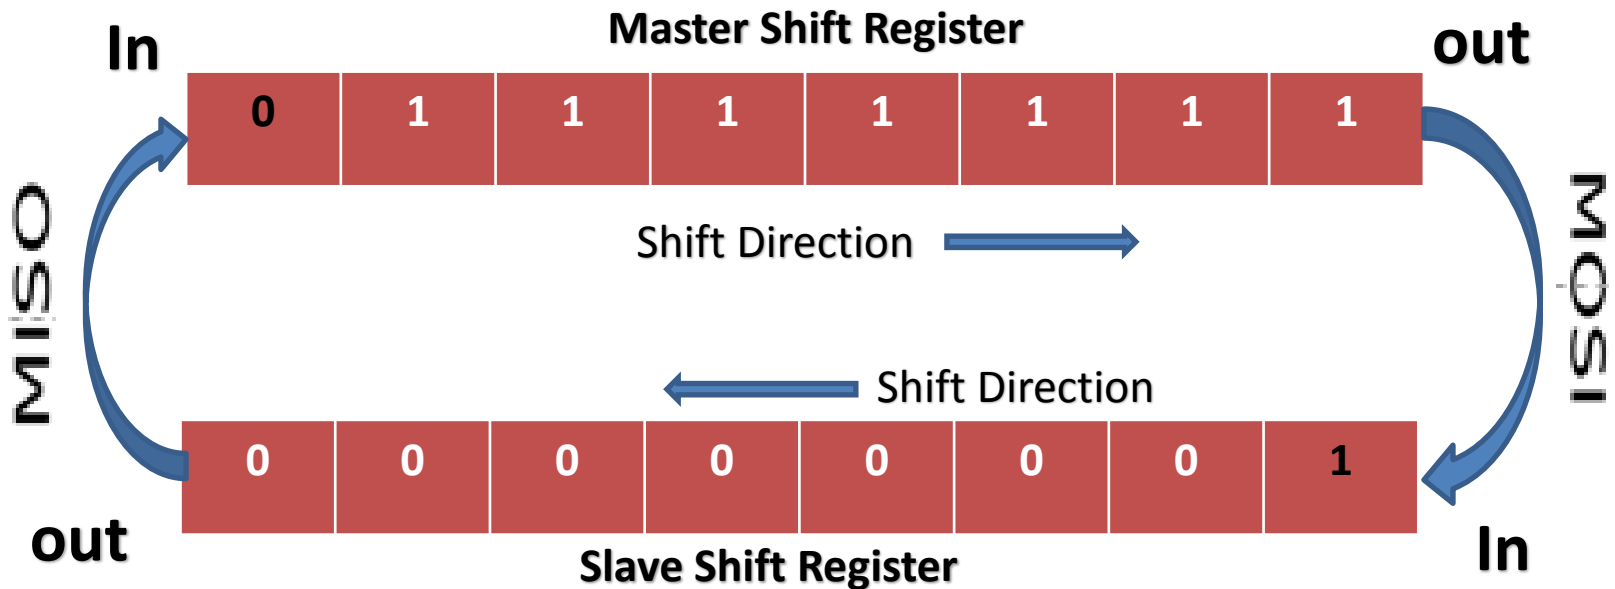 Master Shift Register
In
out
0 1 1 1 1 1 1 1
MISO
MOSI
Shift Direction
Shift Direction
0 0 0 0 0 0 0 1
out
In
Slave Shift Register